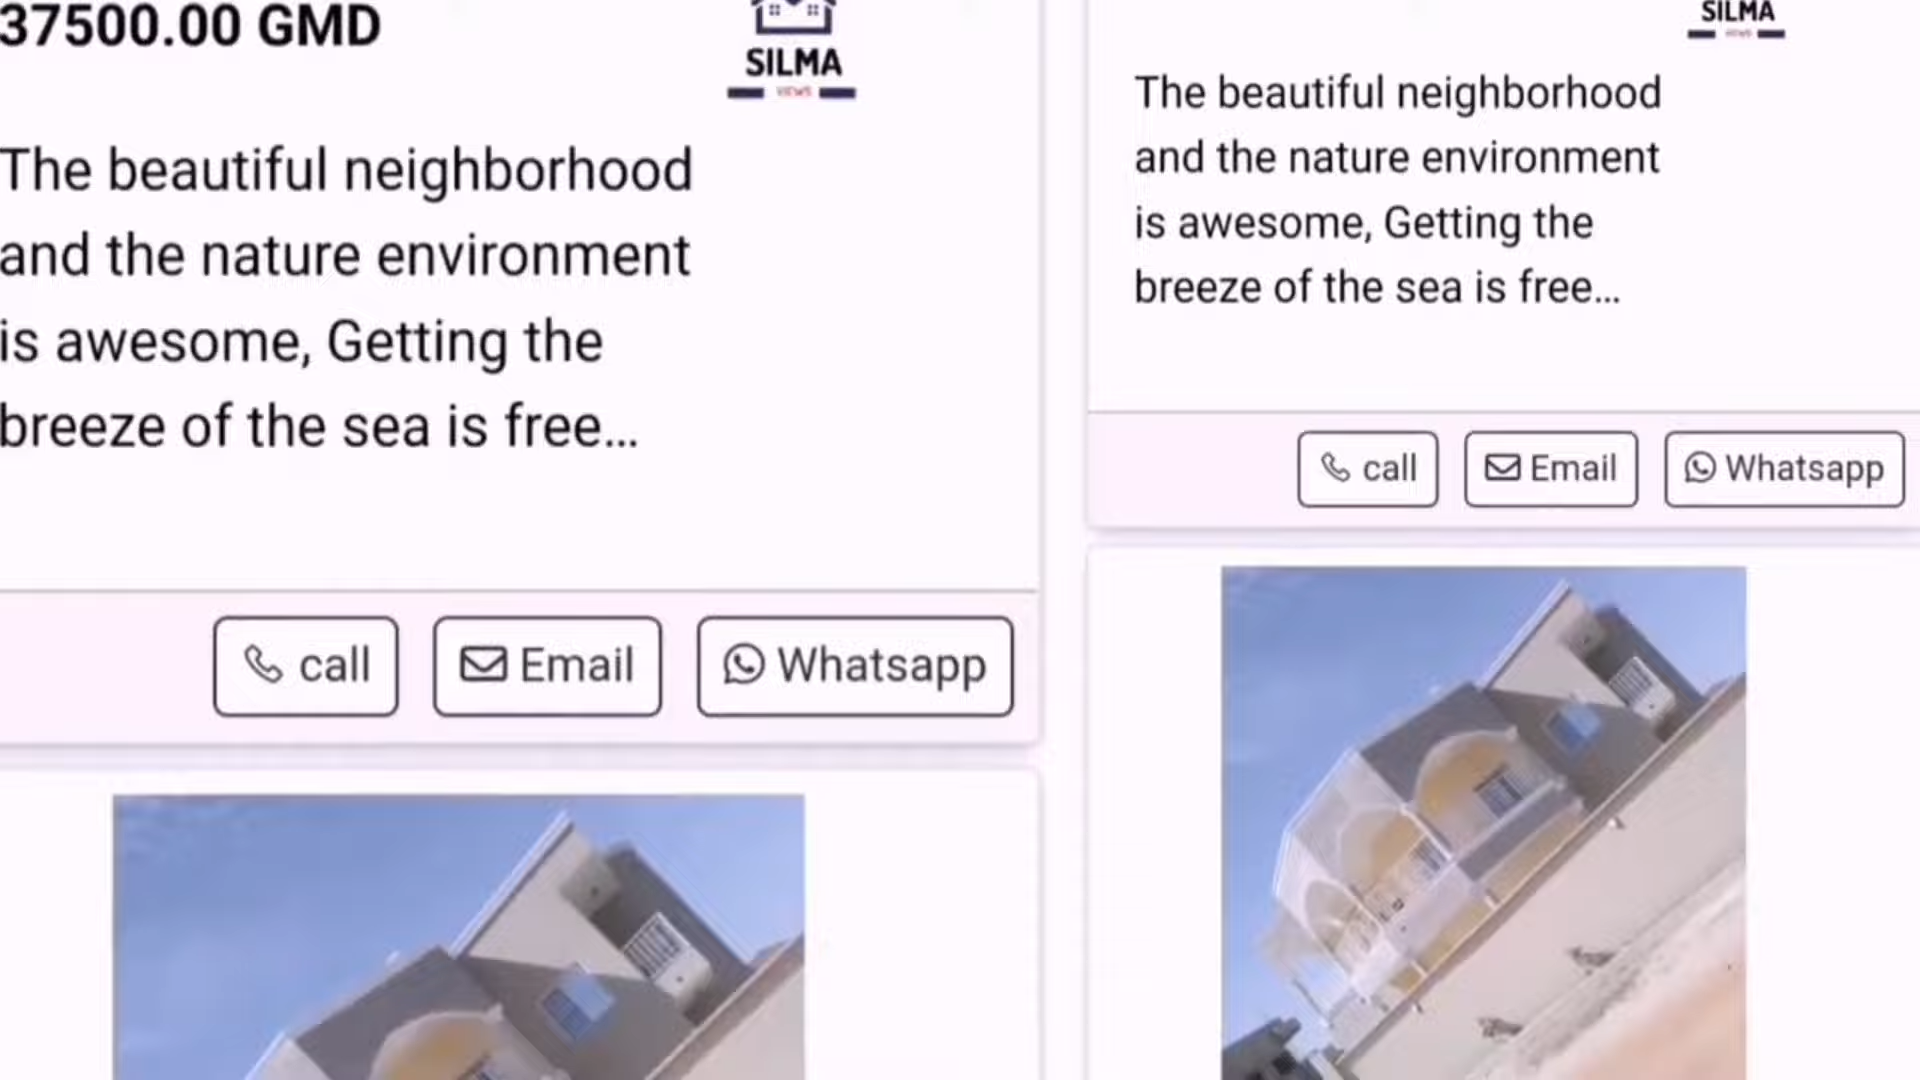 37500.00 GMD
SILMA
VIEWS
The beautiful neighborhood
and the nature environment
is awesome, Getting the
breeze of the sea is free...
call
Email
Whatsapp
SILMA
VIEWS
The beautiful neighborhood
and the nature environment
is awesome, Getting the
breeze of the sea is free...
call
Email
Whatsapp